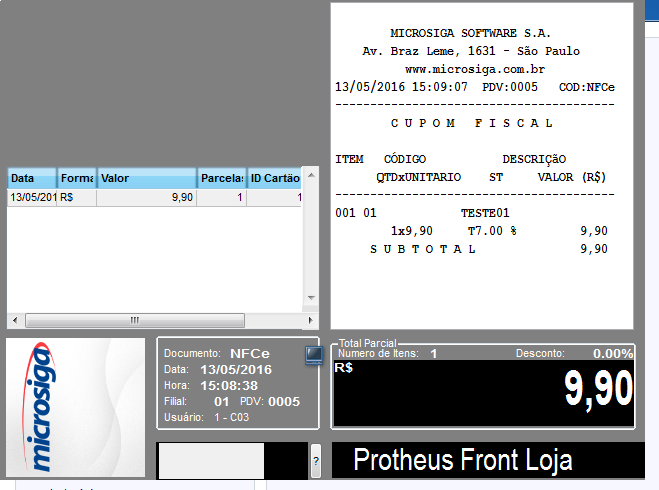 MICROSIGA SOFTWARE S.A.
Av. Braz Leme, 1631 - São Paulo
www.microsiga.com.br
13/05/2016 15:09:07 PDV:0005 COD:NFCe
----------------------------------------
C U P O M F I S C A L
ITEM CÓDIGO DESCRIÇãO
QTDxUNITARIO ST VALOR (R$)
----------------------------------------
001 01 TESTE01
1x9,90 T7.00 % 9,90
S U B T O T A L 9,90
Data Forma Valor Parcelas ID Cartão
13/05/201 R$ 9,90 1 1
microsiga
Documento: NFCe
Data: 13/05/2016
Hora: 15:08:38
Filial: 01 PDV: 0005
Usuário: 1 - C03
?
Total Parcial
Numero de Itens: 1 Desconto: 0.00%
R$
9,90
Protheus Front Loja